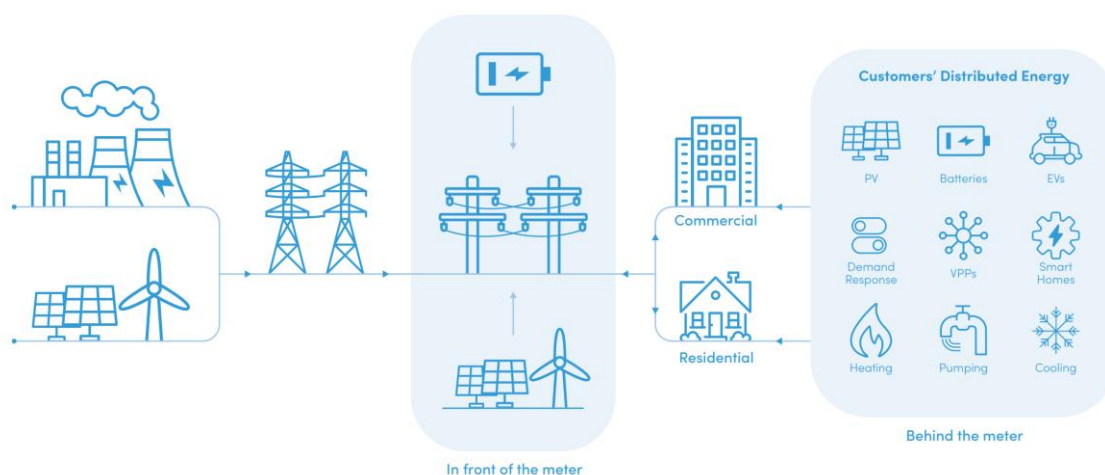 Customers' Distributed Energy
PV
Batteries
EVs
Commercial
Demand
Response
VPPs
Smart
Homes
Residential
Heating
Pumping
Cooling
Behind the meter
In front of the meter